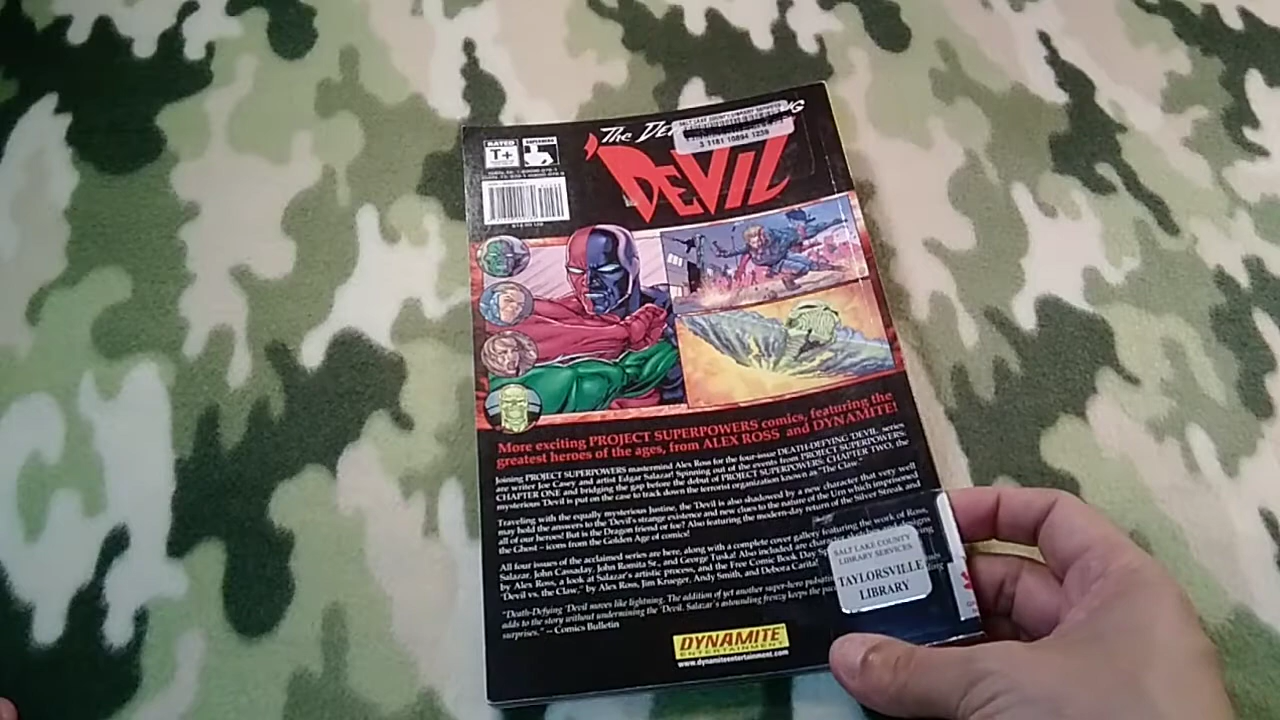 The DE
'DEVIL
SALT LAKE COUNTY LIBRARY SERVICES
3 1181 10894 1259
RATED
T+
SUPERHERO
More exciting PROJECT SUPERPOWERS comics, featuring the
greatest heroes of the ages, from ALEX ROSS and DYNAMITE!
Joining PROJECT SUPERPOWERS mastermind Alex Ross for the four-issue DEATH-DEFYING 'DEVIL series
are writer Joe Casey and artist Edgar Salazar! Spinning out of the events from PROJECT SUPERPOWERS:
CHAPTER ONE and bridging the gap before the debut of PROJECT SUPERPOWERS: CHAPTER TWO, the
mysterious 'Devil is put on the case to track down the terrorist organization known as "The Claw."
Traveling with the equally mysterious Justine, the 'Devil is also shadowed by a new character that very well
may hold the answers to the 'Devil's strange existence and new clues to the nature of the Urn which imprisoned
all of our heroes! But is the Dragon friend or foe? Also featuring the modern-day return of the Silver Streak and
the Ghost – icons from the Golden Age of comics!
All four issues of the acclaimed series are here, along with a complete cover gallery featuring the work of Ross,
Salazar, John Cassaday, John Romita Sr., and George Tuska! Also included are character designs
by Alex Ross, a look at Salazar's artistic process, and the Free Comic Book Day
'Devil vs. the Claw," by Alex Ross, Jim Krueger, Andy Smith, and Debora Carita!
"Death-Defying 'Devil moves like lightning. The addition of yet another super-hero
adds to the story without undermining the 'Devil. Salazar's astounding frenzy keeps the
surprises." – Comics Bulletin
SALT LAKE COUNTY
LIBRARY SERVICES
TAYLORSVILLE
LIBRARY
DYNAMITE
ENTERTAINMENT
www.dynamiteentertainment.com